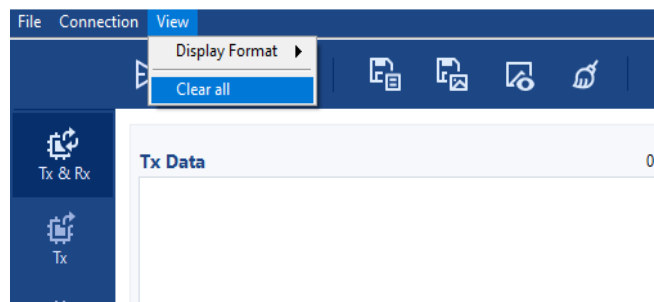 File Connection View
Display Format
Clear all
Tx & Rx
Tx Data
Tx